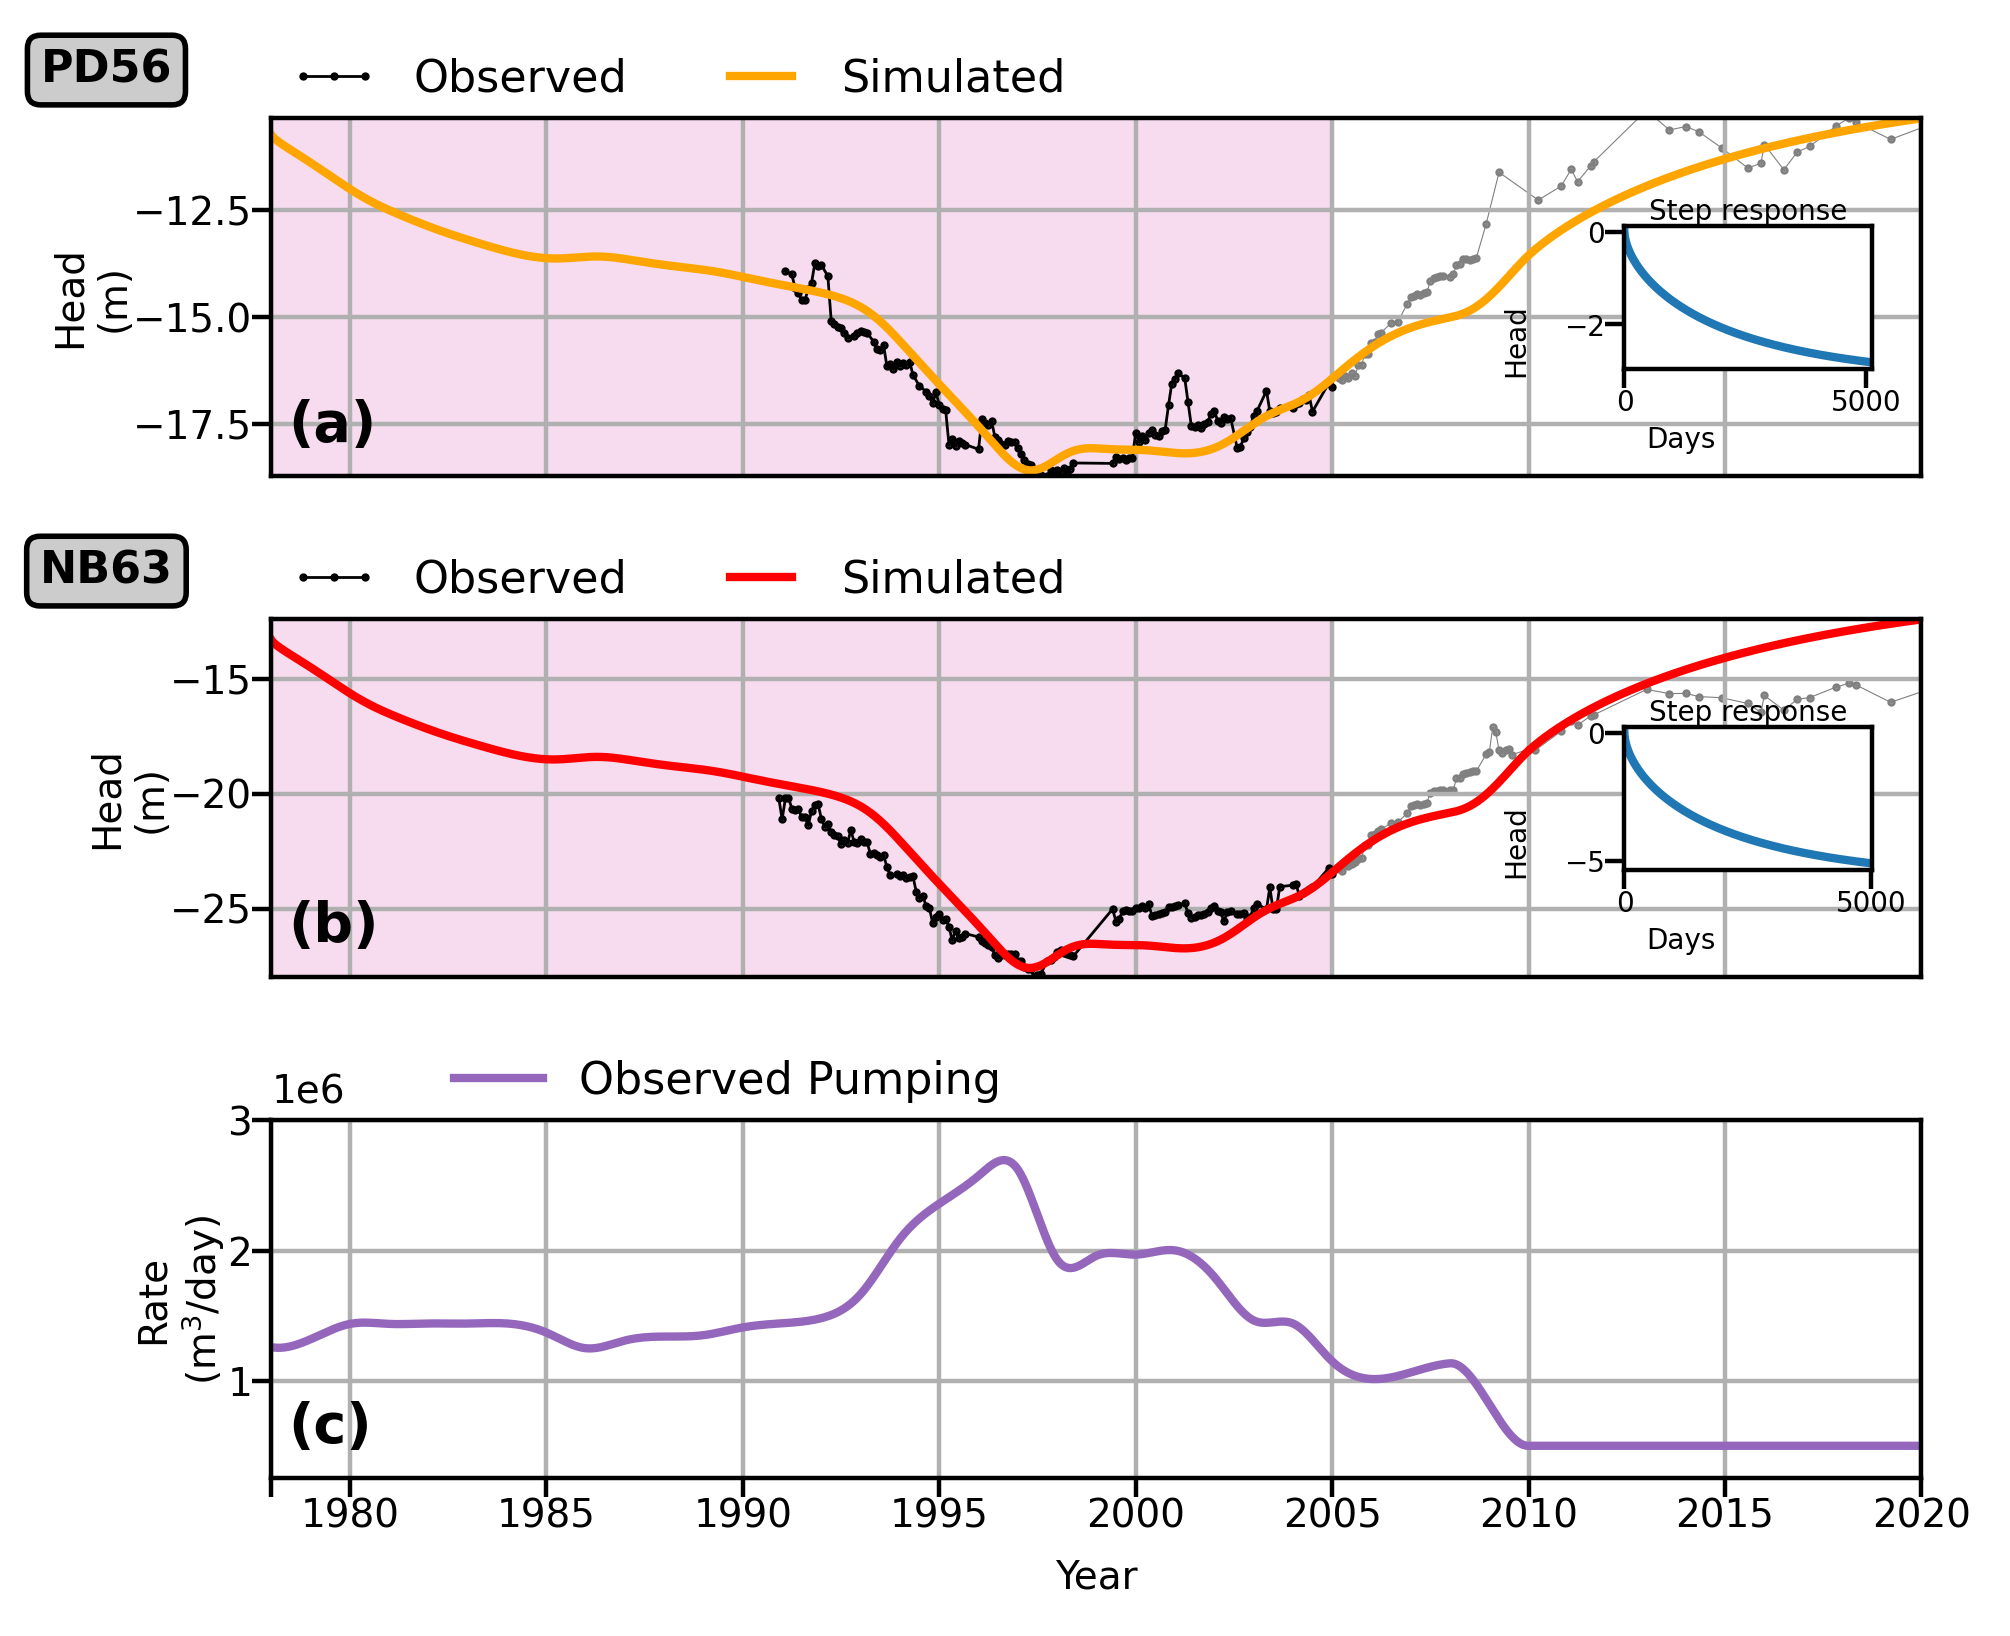 PD56
Observed Simulated
−12.5
−15.0
−17.5
Head
(m)
(a)
Step response
0
−2
Head
0 5000
Days
NB63
Observed Simulated
−15
−20
−25
Head
(m)
(b)
Step response
0
−5
Head
0 5000
Days
1e6
Observed Pumping
3
2
1
Rate
(m³/day)
(c)
1980 1985 1990 1995 2000 2005 2010 2015 2020
Year